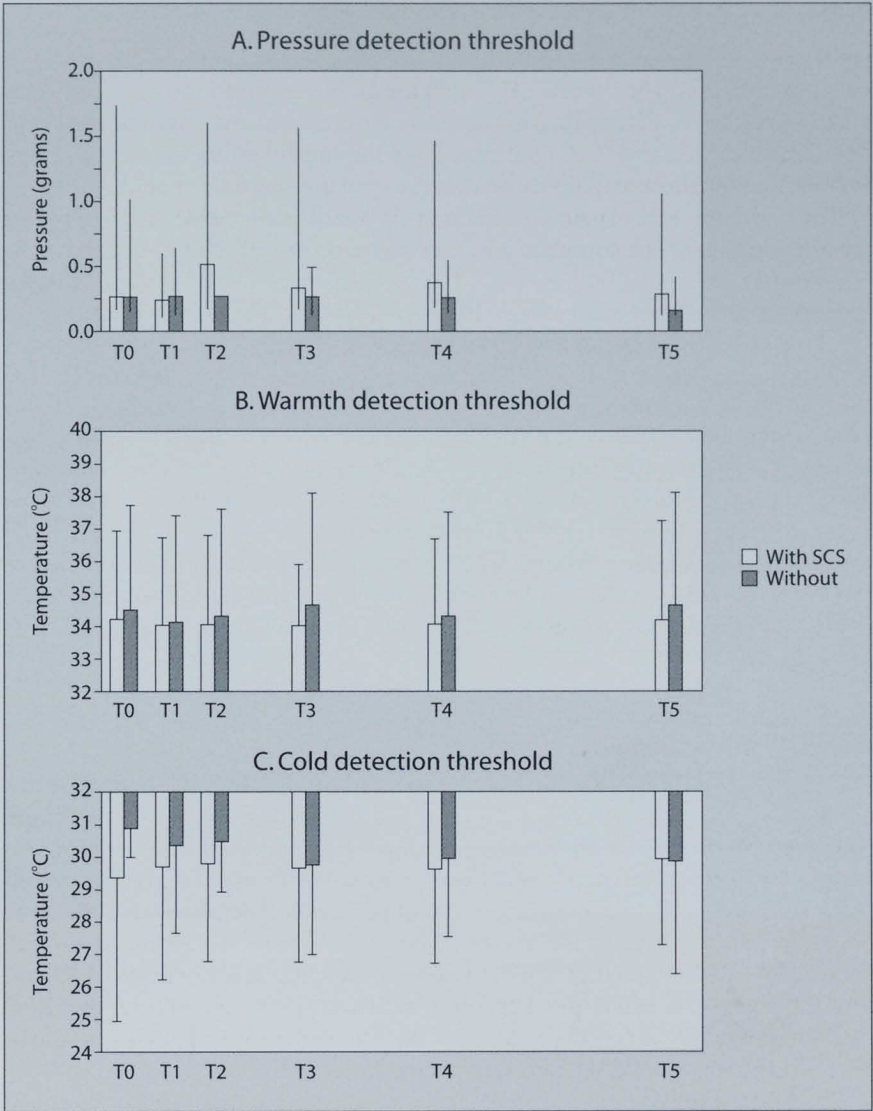 A. Pressure detection threshold
Pressure (grams)
2.0
1.5
1.0
0.5
0.0
T0 T1 T2 T3 T4 T5
B. Warmth detection threshold
Temperature (°C)
40
39
38
37
36
35
34
33
32
T0 T1 T2 T3 T4 T5
With SCS
Without
C. Cold detection threshold
Temperature (°C)
32
31
30
29
28
27
26
25
24
T0 T1 T2 T3 T4 T5